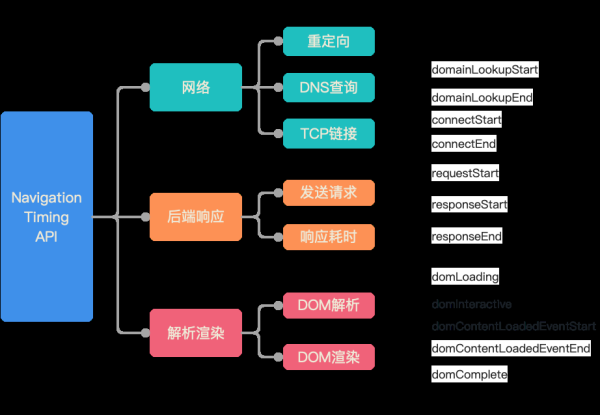 Navigation
Timing
API
网络
重定向
DNS查询
TCP链接
后端响应
发送请求
响应耗时
解析渲染
DOM解析
DOM渲染
domainLookupStart
domainLookupEnd
connectStart
connectEnd
requestStart
responseStart
responseEnd
domLoading
dominteractive
domContentLoadedEventStart
domContentLoadedEventEnd
domComplete